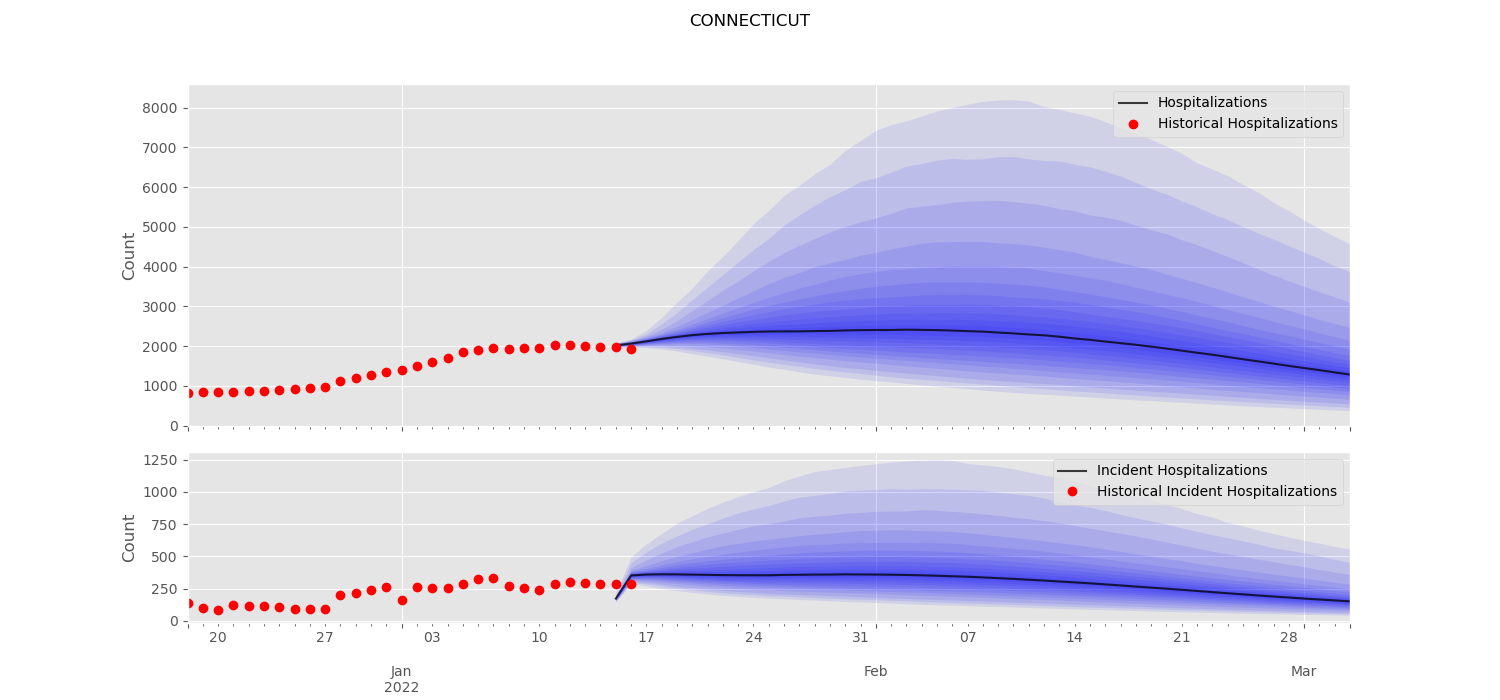 CONNECTICUT
8000
7000
6000
5000
4000
3000
2000
1000
0
Count
Hospitalizations
Historical Hospitalizations
1250
1000
750
500
250
0
Count
Incident Hospitalizations
Historical Incident Hospitalizations
20 27 03 10 17 24 31 07 14 21 28
Jan Feb Mar
2022